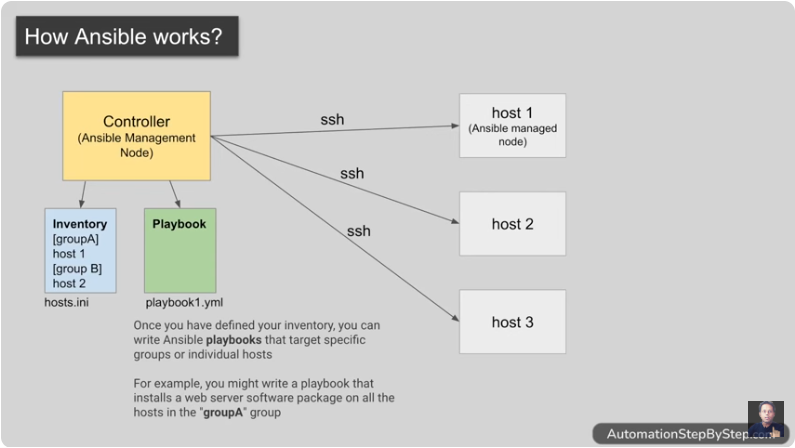 How Ansible works?
Controller
(Ansible Management
Node)
ssh
ssh
ssh
host 1
(Ansible managed
node)
host 2
host 3
Inventory
[groupA]
host 1
[group B]
host 2
hosts.ini
Playbook
playbook1.yml
Once you have defined your inventory, you can
write Ansible playbooks that target specific
groups or individual hosts
For example, you might write a playbook that
installs a web server software package on all the
hosts in the "groupA" group
AutomationStepByStep.com